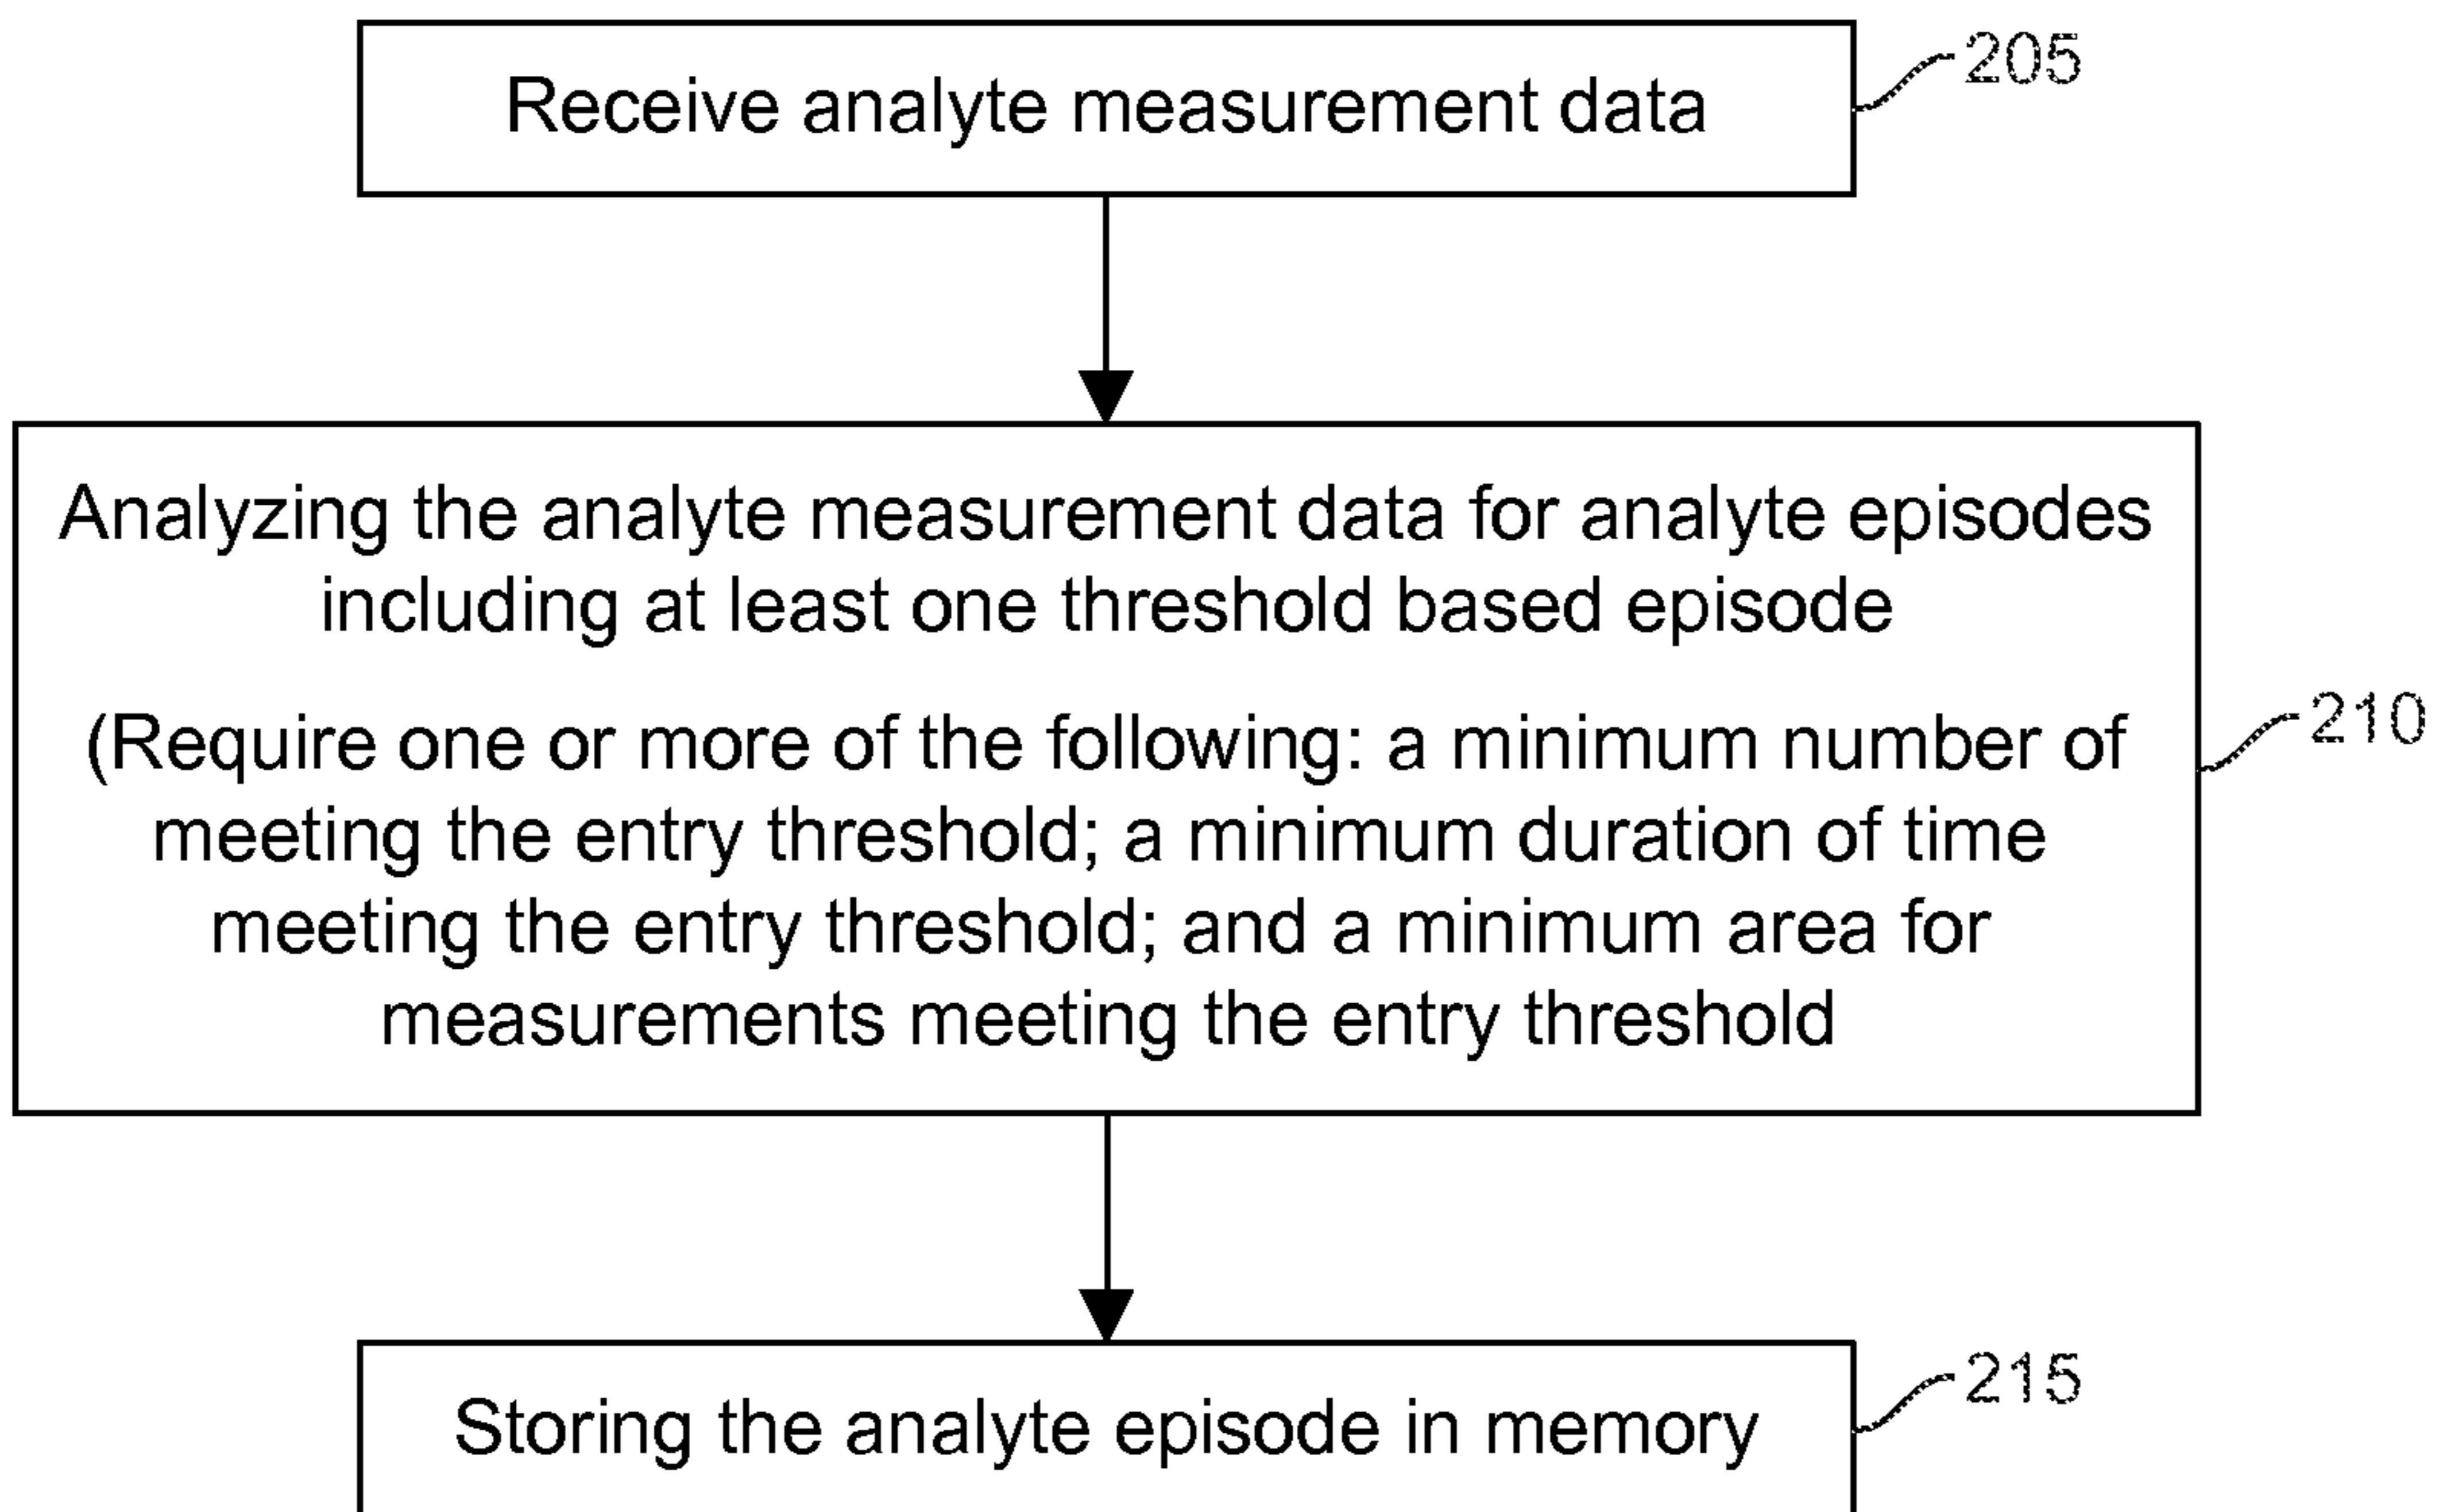 Receive analyte measurement data
205
Analyzing the analyte measurement data for analyte episodes
including at least one threshold based episode
(Require one or more of the following: a minimum number of
meeting the entry threshold; a minimum duration of time
meeting the entry threshold; and a minimum area for
measurements meeting the entry threshold
210
Storing the analyte episode in memory
215